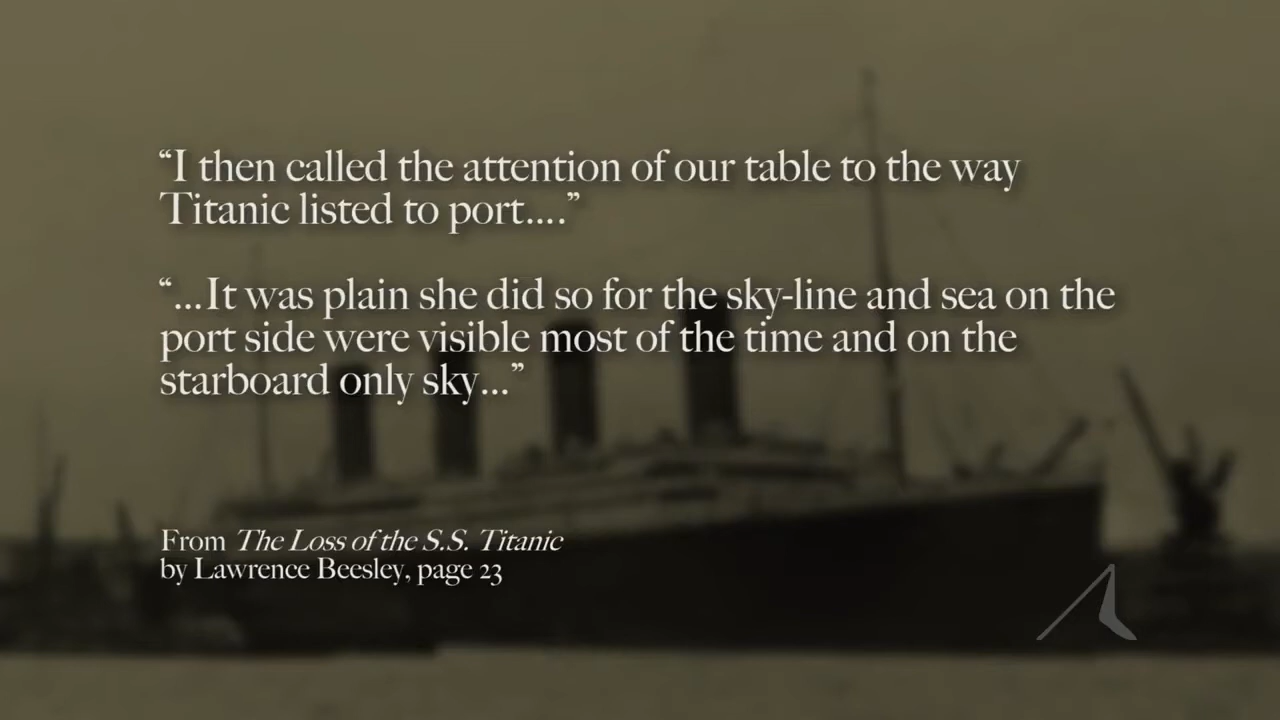 “I then called the attention of our table to the way
Titanic listed to port....”
“...It was plain she did so for the sky-line and sea on the
port side were visible most of the time and on the
starboard only sky...”
From The Loss of the S.S. Titanic
by Lawrence Beesley, page 23